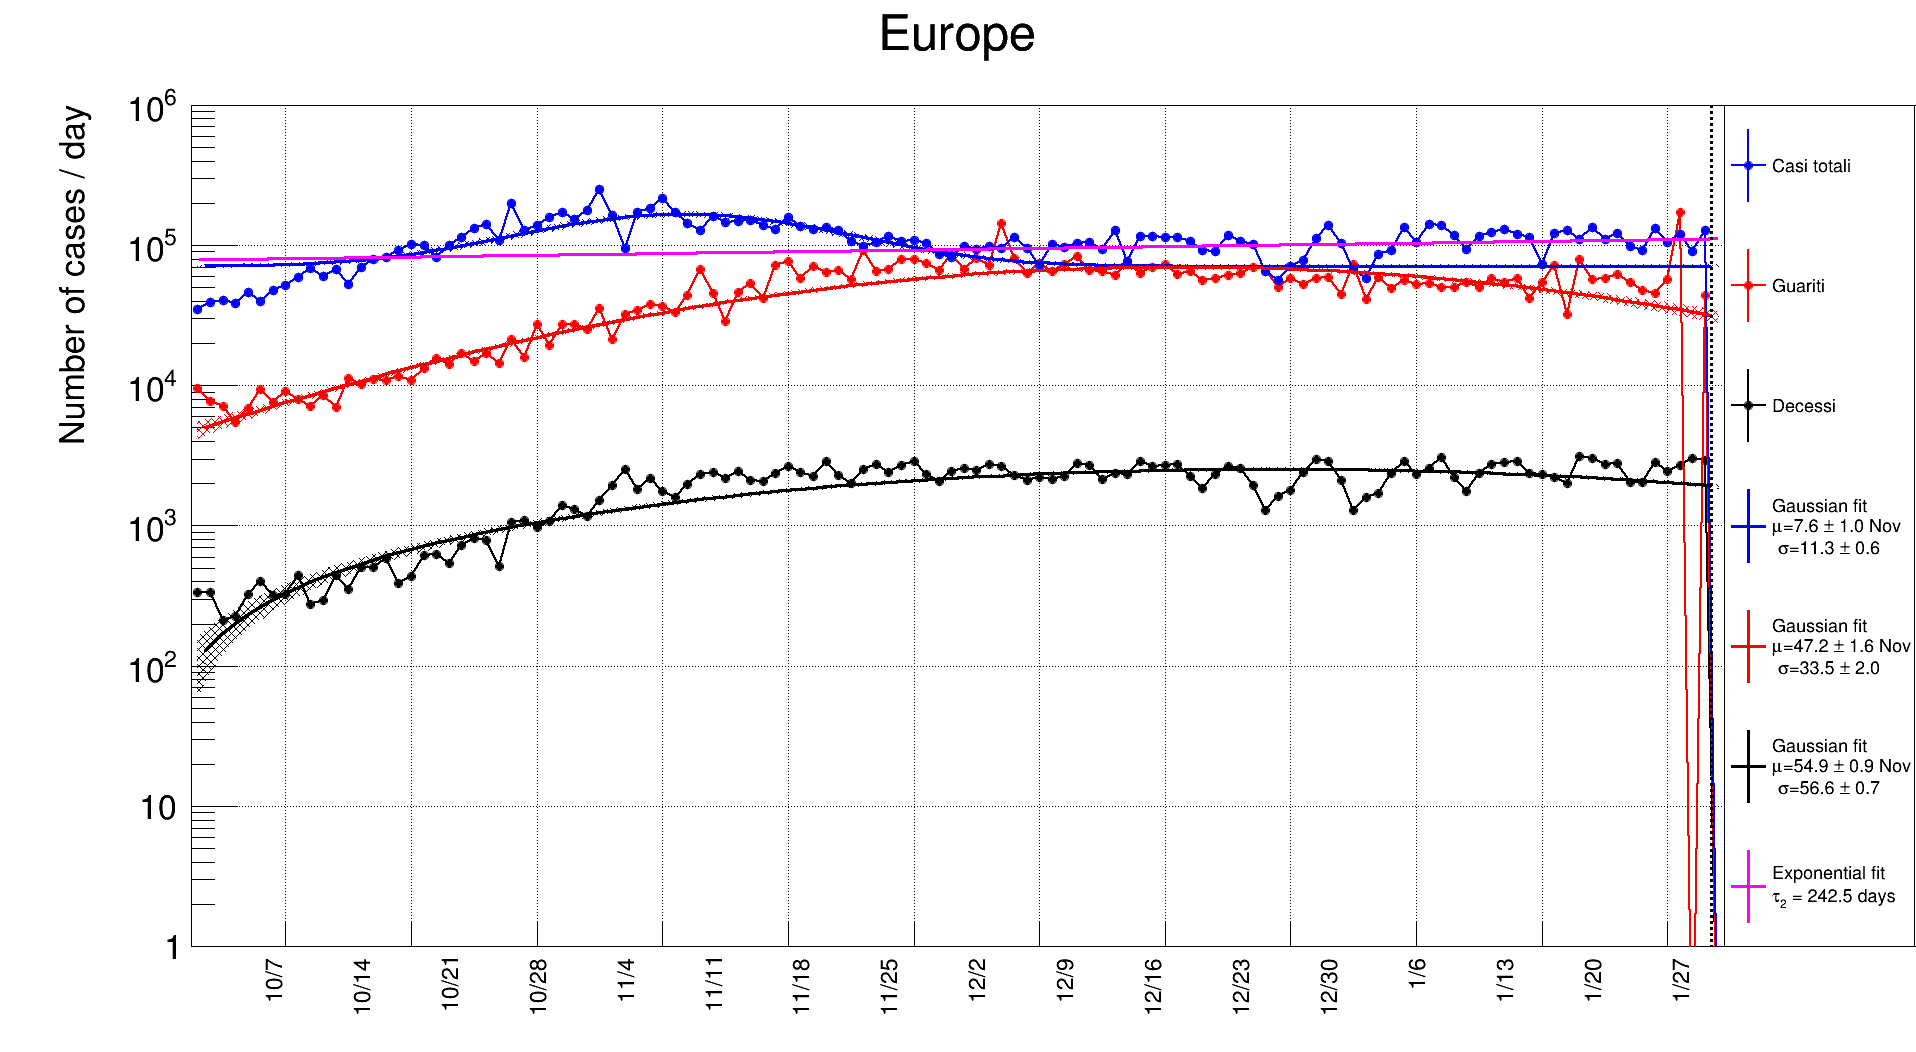 Europe
Number of cases / day
10^6
10^5
10^4
10^3
10^2
10
1
10/7
10/14
10/21
10/28
11/4
11/11
11/18
11/25
12/2
12/9
12/16
12/23
12/30
1/6
1/13
1/20
1/27
Casi totali
Guariti
Decessi
Gaussian fit
μ=7.6 ± 1.0 Nov
σ=11.3 ± 0.6
Gaussian fit
μ=47.2 ± 1.6 Nov
σ=33.5 ± 2.0
Gaussian fit
μ=54.9 ± 0.9 Nov
σ=56.6 ± 0.7
Exponential fit
τ₂ = 242.5 days